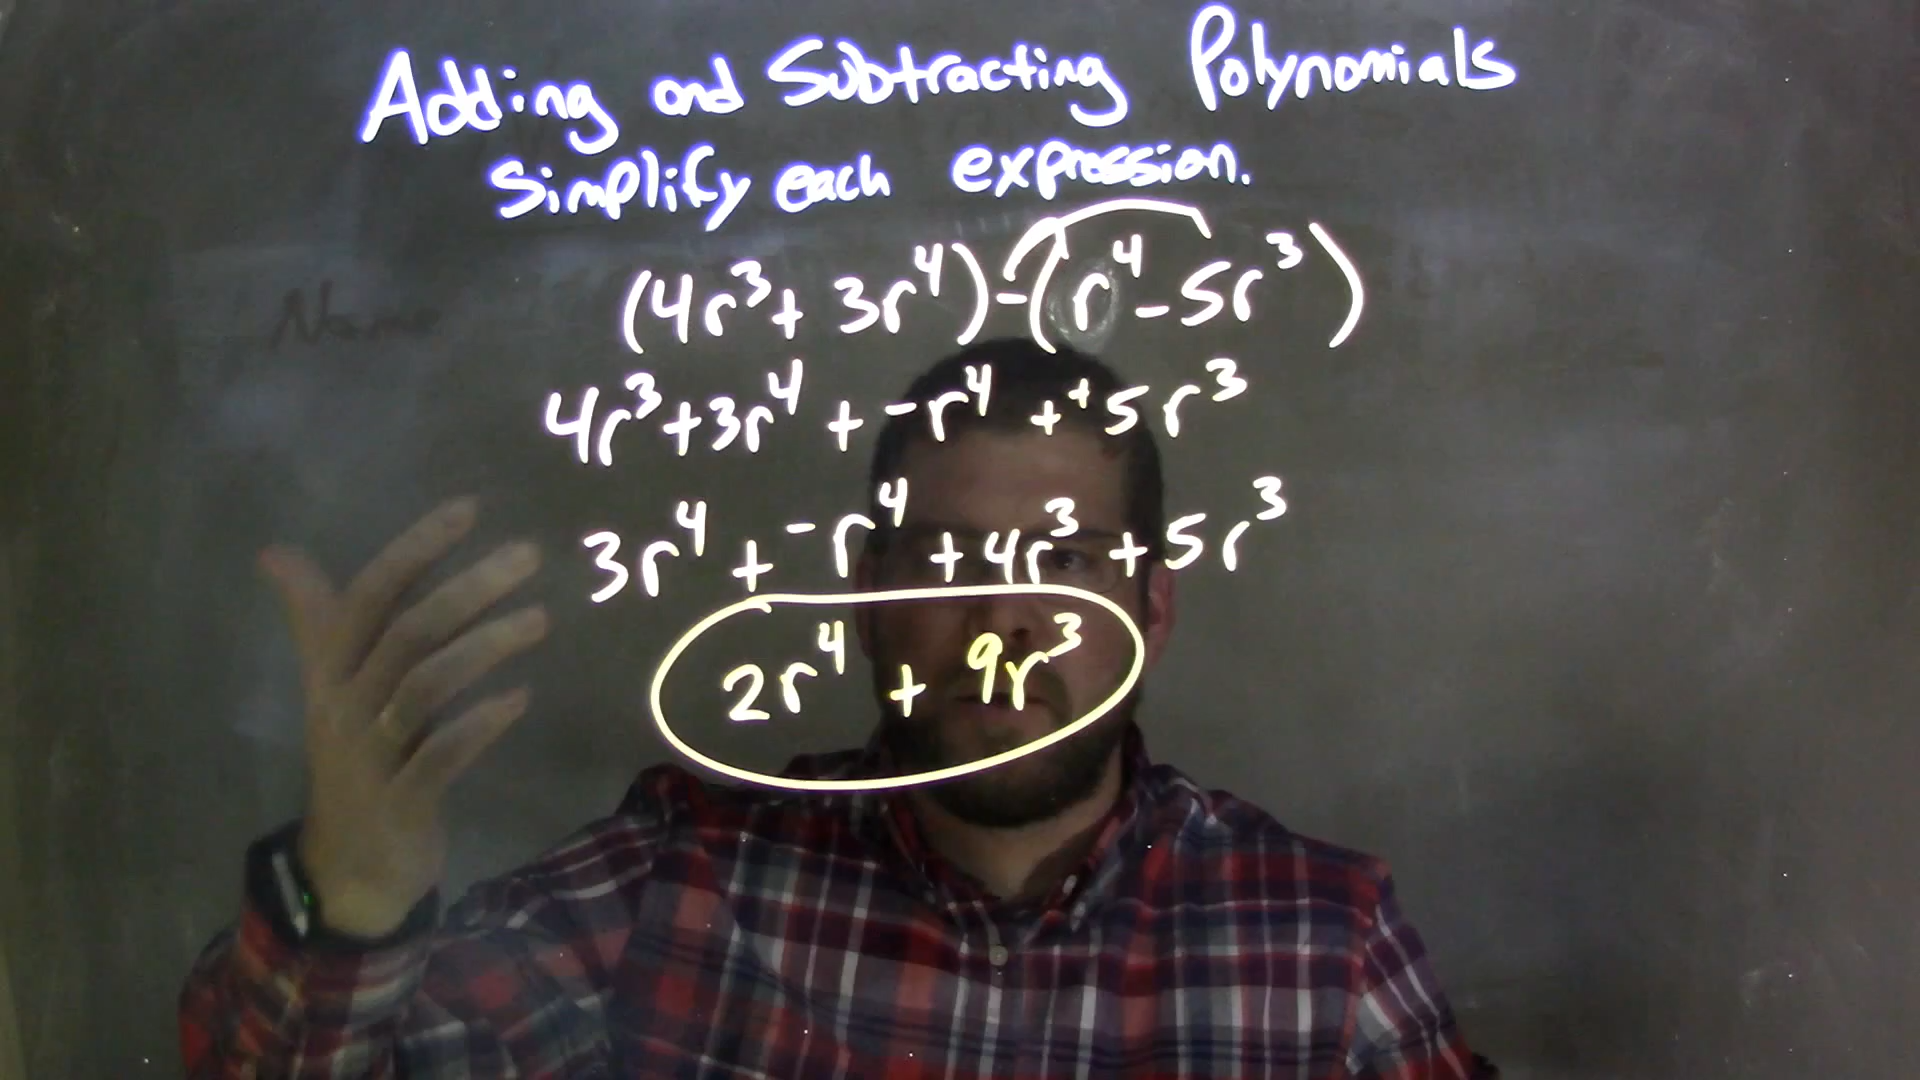 Adding and Subtracting Polynomials
Simplify each expression.
(4r³+ 3r⁴)-(r⁴-5r³)
Name
4r³+3r⁴ + -r⁴ + +5r³
3r⁴ + -r⁴ + 4r³ + 5r³
2r⁴ + 9r³